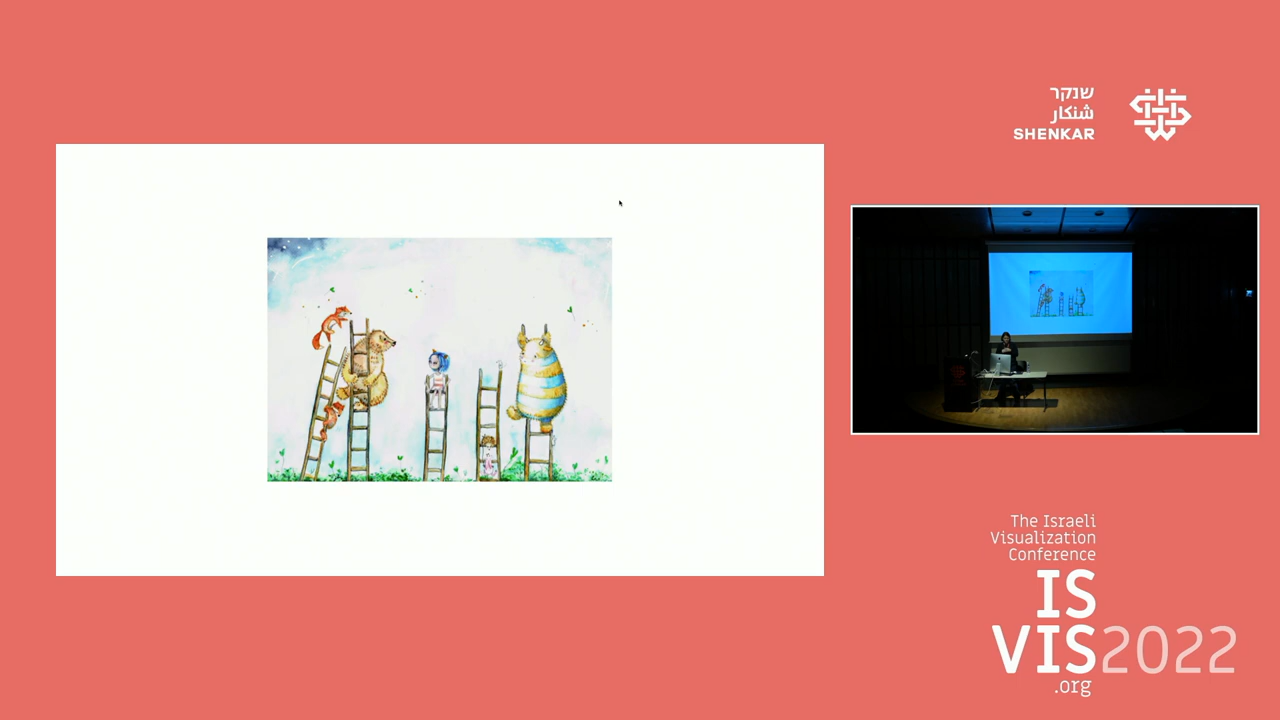 שנקר
شنكار
SHENKAR
The Israeli
Visualization
Conference
IS
VIS2022
.org